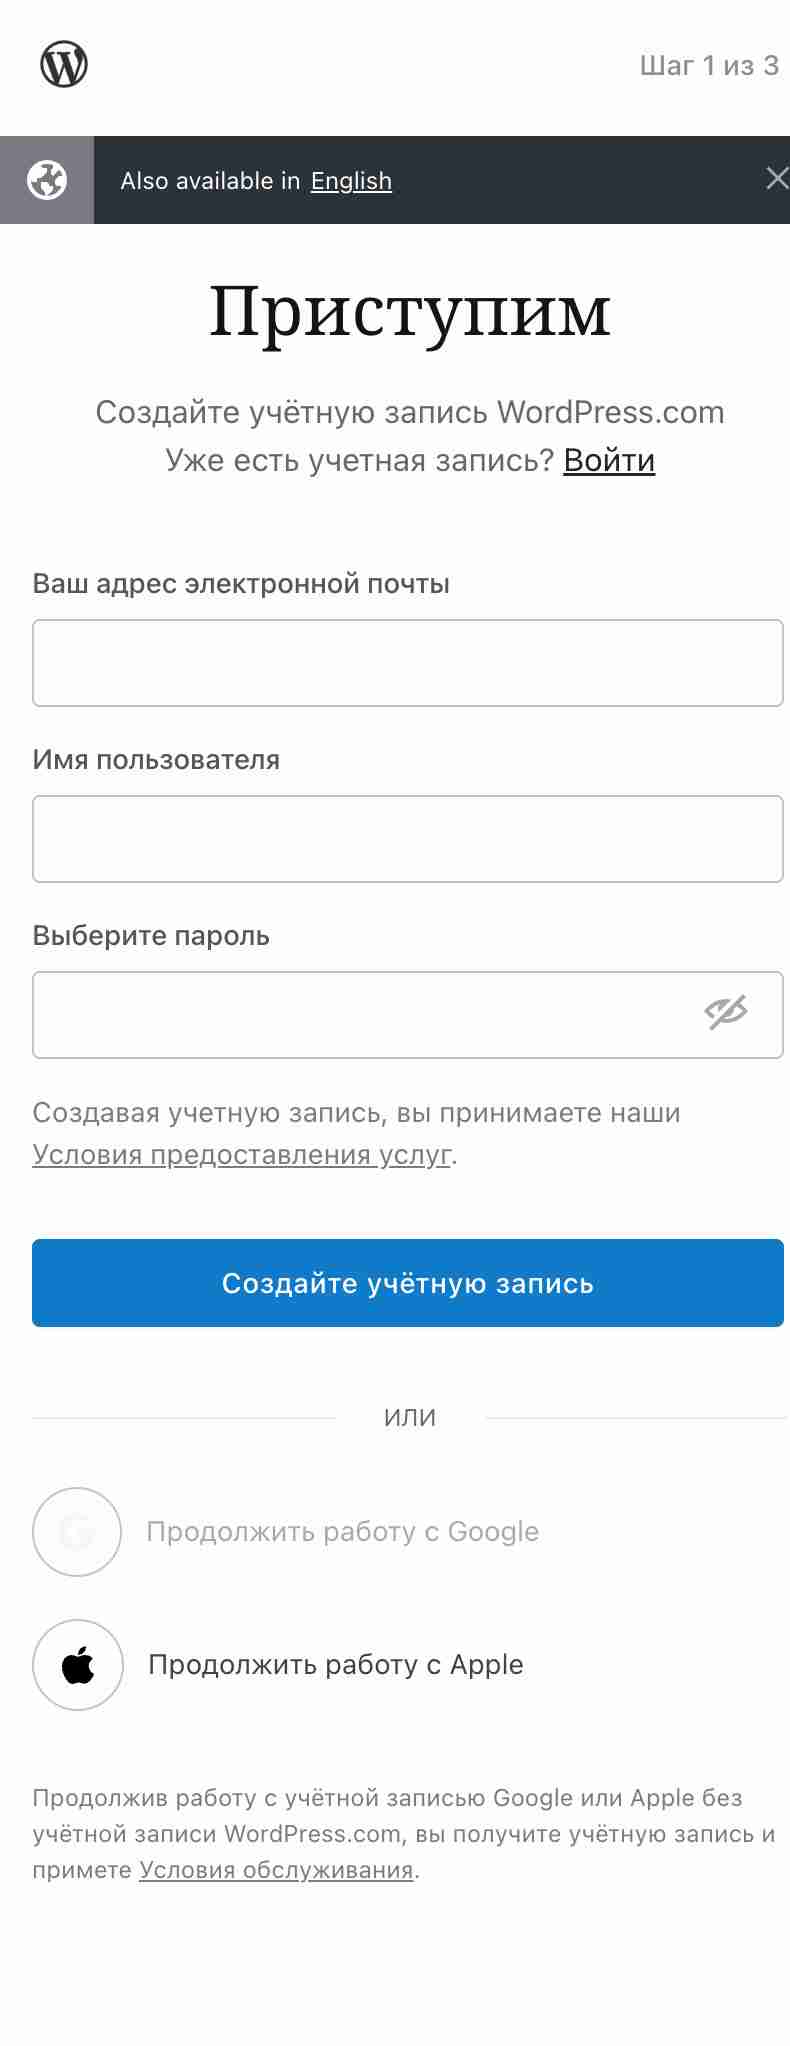 Шаг 1 из 3
Also available in English
Приступим
Создайте учётную запись WordPress.com
Уже есть учетная запись? Войти
Ваш адрес электронной почты
Имя пользователя
Выберите пароль
Создавая учетную запись, вы принимаете наши
Условия предоставления услуг.
Создайте учётную запись
ИЛИ
Продолжить работу с Google
Продолжить работу с Apple
Продолжив работу с учётной записью Google или Apple без
учётной записи WordPress.com, вы получите учётную запись и
примете Условия обслуживания.